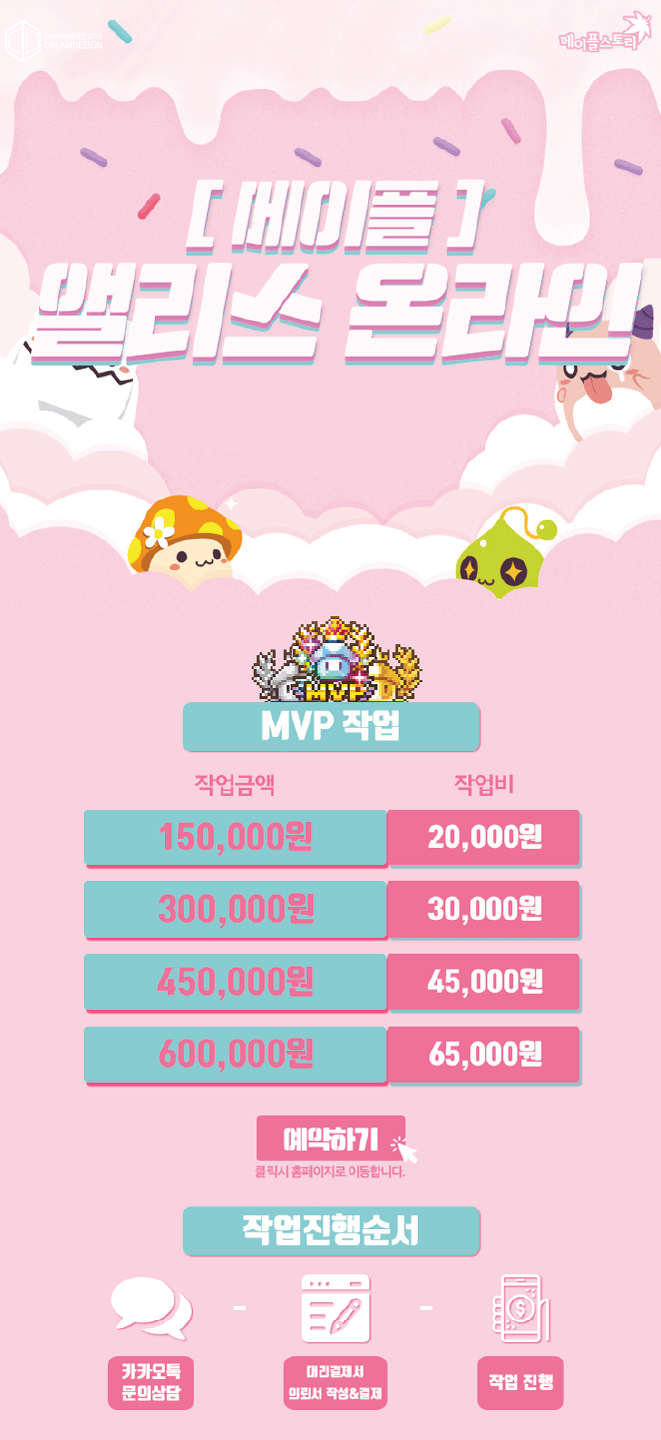 COPYRIGHTⓒ2019
CREAMDESIGN
메이플스토리
[ 메이플 ]
앨리스 온라인
MVP
MVP 작업
작업금액 작업비
150,000원 20,000원
300,000원 30,000원
450,000원 45,000원
600,000원 65,000원
예약하기
클릭시 홈페이지로 이동합니다.
작업진행순서
카카오톡
문의상담
대리결제서
의뢰서 작성&결제
작업 진행